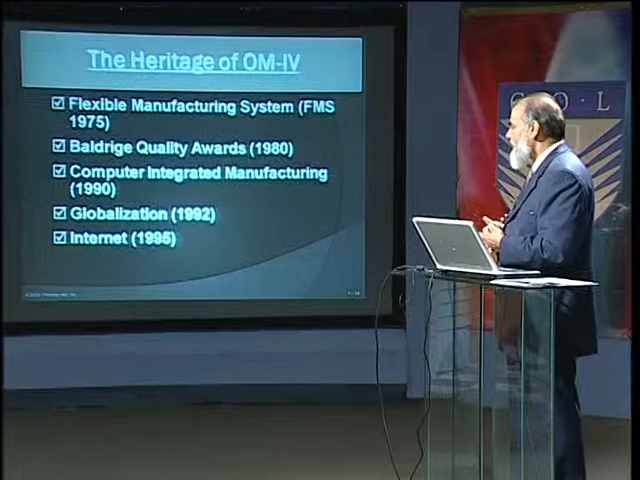 The Heritage of OM-IV
Flexible Manufacturing System (FMS
1975)
Baldrige Quality Awards (1980)
Computer Integrated Manufacturing
(1990)
Globalization (1992)
Internet (1995)
C·O·L